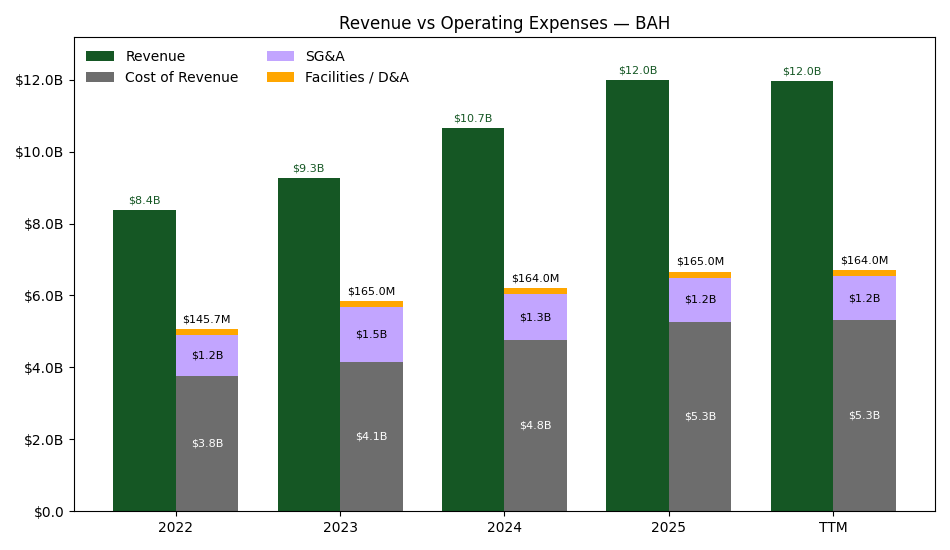 Revenue vs Operating Expenses — BAH
Revenue
Cost of Revenue
SG&A
Facilities / D&A
$12.0B
$10.0B
$8.0B
$6.0B
$4.0B
$2.0B
$0.0
$8.4B
$145.7M
$1.2B
$3.8B
$9.3B
$165.0M
$1.5B
$4.1B
$10.7B
$164.0M
$1.3B
$4.8B
$12.0B
$165.0M
$1.2B
$5.3B
$12.0B
$164.0M
$1.2B
$5.3B
2022
2023
2024
2025
TTM